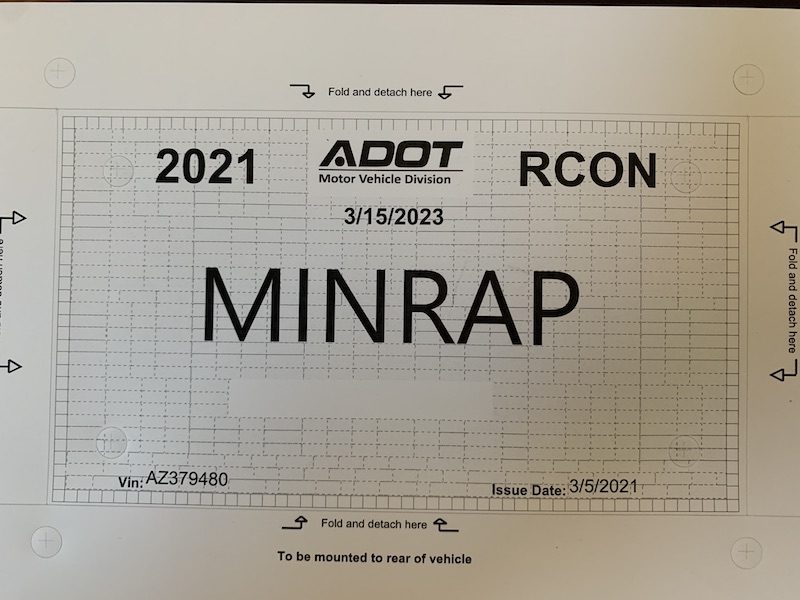 Fold and detach here
2021 ADOT RCON
Motor Vehicle Division
3/15/2023
MINRAP
Fold and detach here
Vin: AZ379480 Issue Date: 3/5/2021
Fold and detach here
To be mounted to rear of vehicle